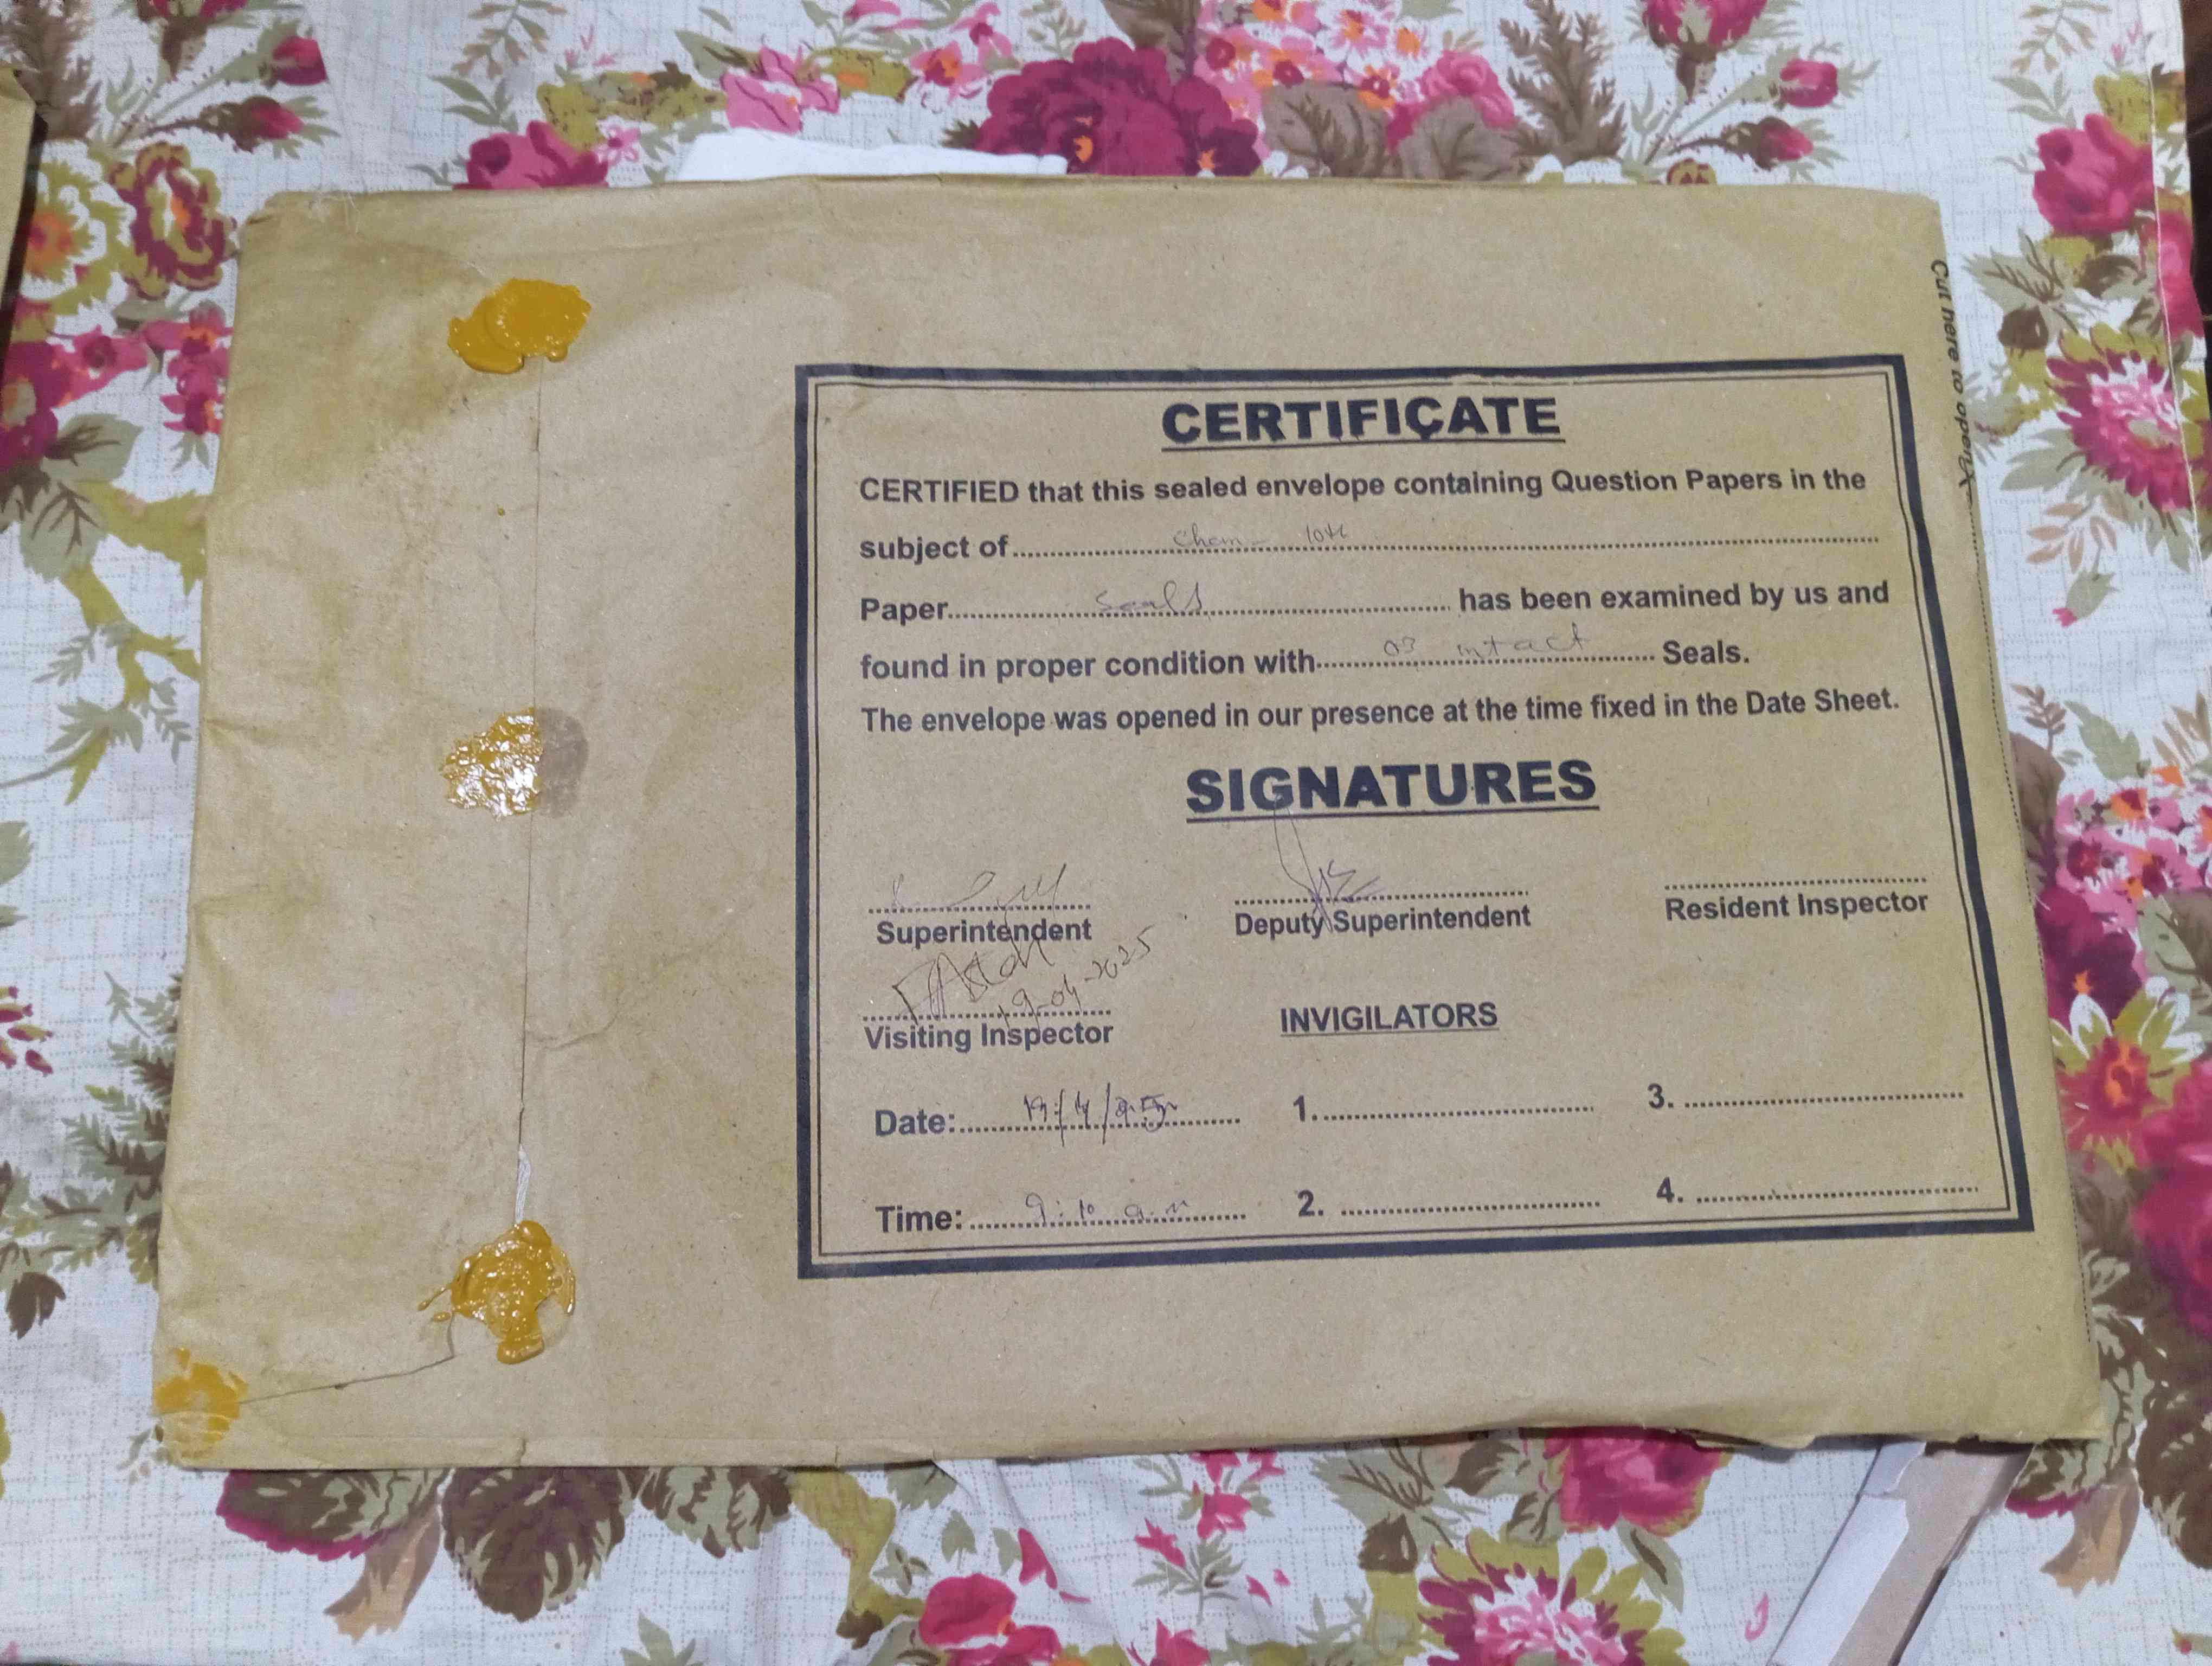 Cut here to open
CERTIFICATE
CERTIFIED that this sealed envelope containing Question Papers in the
subject of Chem - 10th
Paper seals has been examined by us and
found in proper condition with 03 intact Seals.
The envelope was opened in our presence at the time fixed in the Date Sheet.
SIGNATURES
Superintendent Deputy Superintendent Resident Inspector
19-04-2025
Visiting Inspector INVIGILATORS
Date: 19/4/25 1. 3.
Time: 9:10 a.m 2. 4.